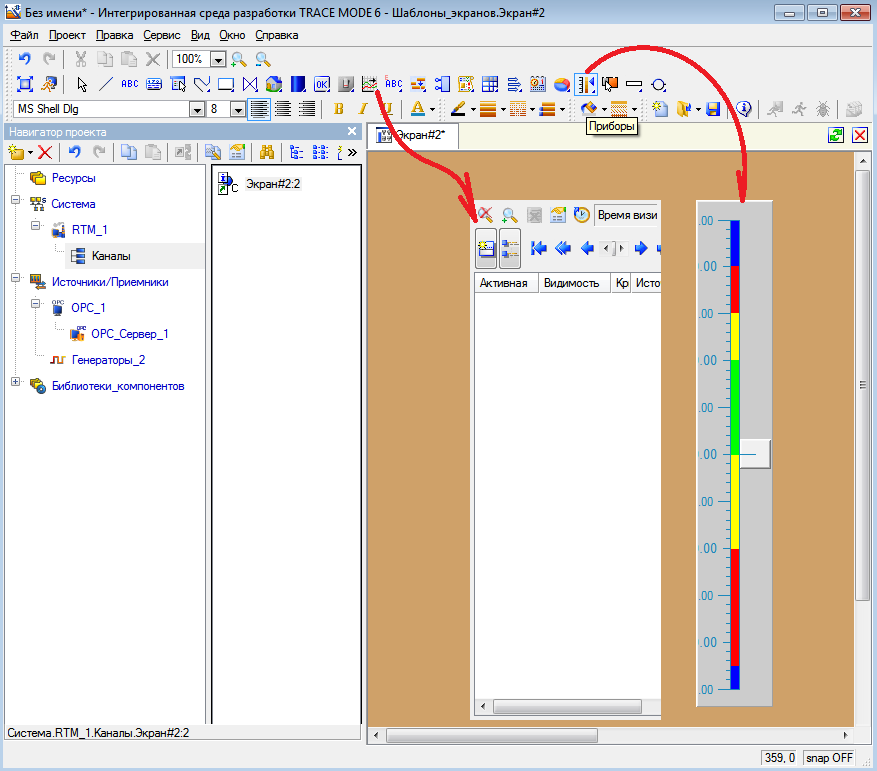 Без имени* - Интегрированная среда разработки TRACE MODE 6 - Шаблоны_экранов.Экран#2
Файл Проект Правка Сервис Вид Окно Справка
100%
ABC
OK
ABC
MS Shell Dlg 8 B I U A
Приборы
Навигатор проекта
Экран#2*
Ресурсы
Система
RTM_1
Каналы
Источники/Приемники
OPC_1
OPC_Сервер_1
Генераторы_2
Библиотеки_компонентов
Экран#2:2
Время визи
Активная Видимость Кр Исто
.00
.00
.00
.00
.00
.00
.00
.00
.00
.00
.00
Система.RTM_1.Каналы.Экран#2:2
359, 0 snap OFF